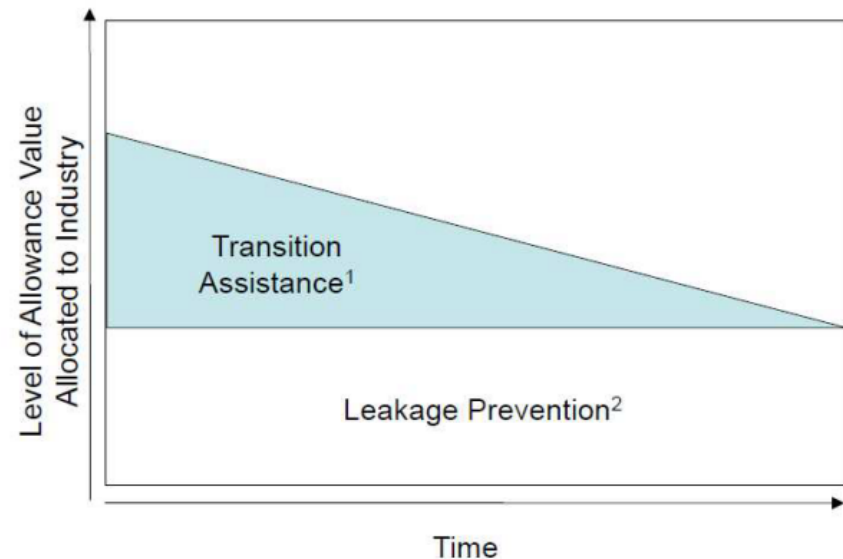 Level of Allowance Value
Allocated to Industry
Transition
Assistance¹
Leakage Prevention²
Time